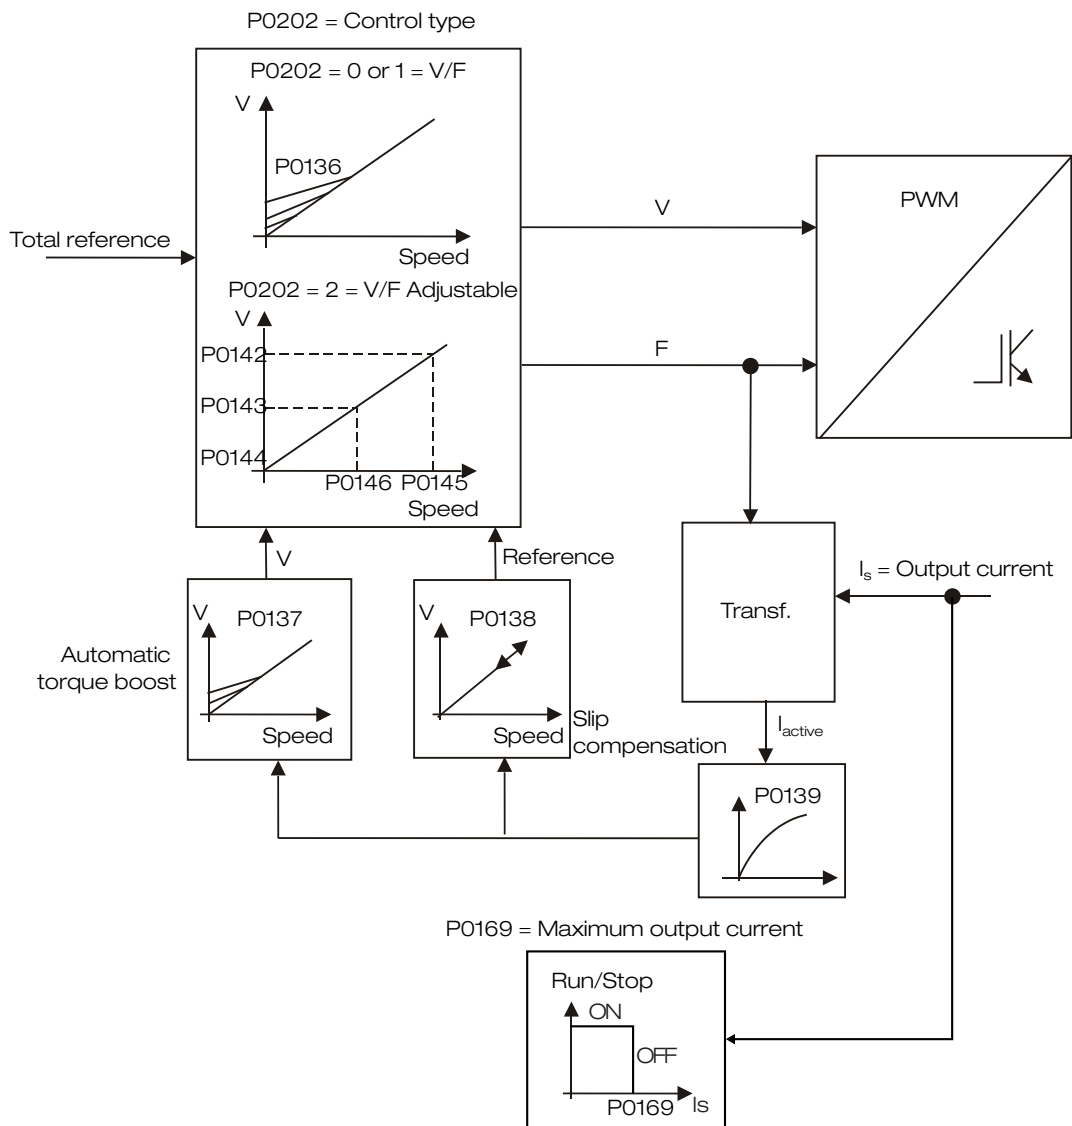 P0202 = Control type
P0202 = 0 or 1 = V/F
V
P0136
Speed
Total reference
P0202 = 2 = V/F Adjustable
V
P0142
P0143
P0144
P0146
P0145
Speed
V
F
PWM
V
Reference
V
P0137
Speed
Automatic
torque boost
V
P0138
Speed
Slip
compensation
Transf.
Is = Output current
Iactive
P0139
P0169 = Maximum output current
Run/Stop
ON
OFF
P0169
Is